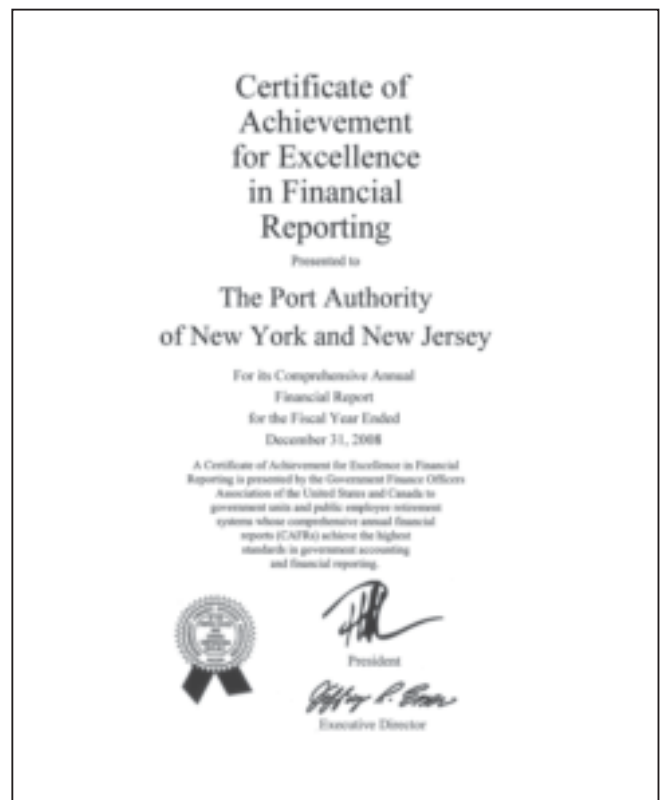 Certificate of
Achievement
for Excellence
in Financial
Reporting
Presented to
The Port Authority
of New York and New Jersey
For its Comprehensive Annual
Financial Report
for the Fiscal Year Ended
December 31, 2008
A Certificate of Achievement for Excellence in Financial
Reporting is presented by the Government Finance Officers
Association of the United States and Canada to
government units and public employee retirement
systems whose comprehensive annual financial
reports (CAFRs) achieve the highest
standards in government accounting
and financial reporting.
President
Jeffrey R. Enser
Executive Director